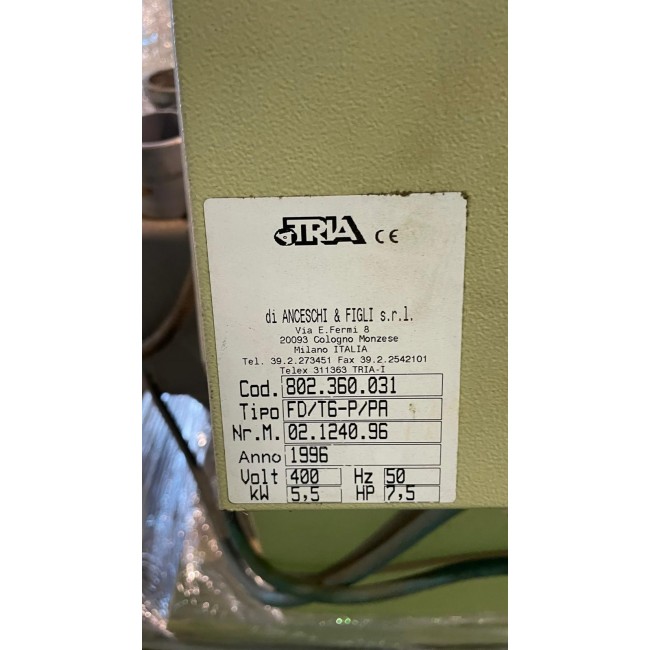 TRIA CE
di ANCESCHI & FIGLI s.r.l.
Via E.Fermi 8
20093 Cologno Monzese
Milano ITALIA
Tel. 39.2.273451 Fax 39.2.2542101
Telex 311363 TRIA-I
Cod. 802.360.031
Tipo FD/T6-P/PA
Nr.M. 02.1240.96
Anno 1996
Volt 400 Hz 50
kW 5,5 HP 7,5